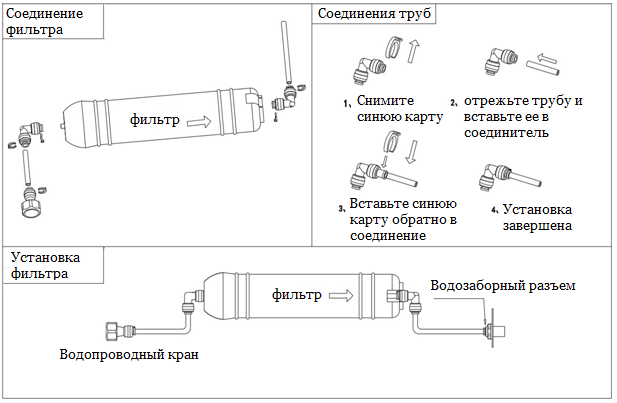 Соединение
фильтра
фильтр
Соединения труб
1、Снимите
синюю карту
2、отрежьте трубу и
вставьте ее в
соединитель
3、Вставьте синюю
карту обратно в
соединение
4、Установка
завершена
Установка
фильтра
фильтр
Водозаборный разъем
Водопроводный кран